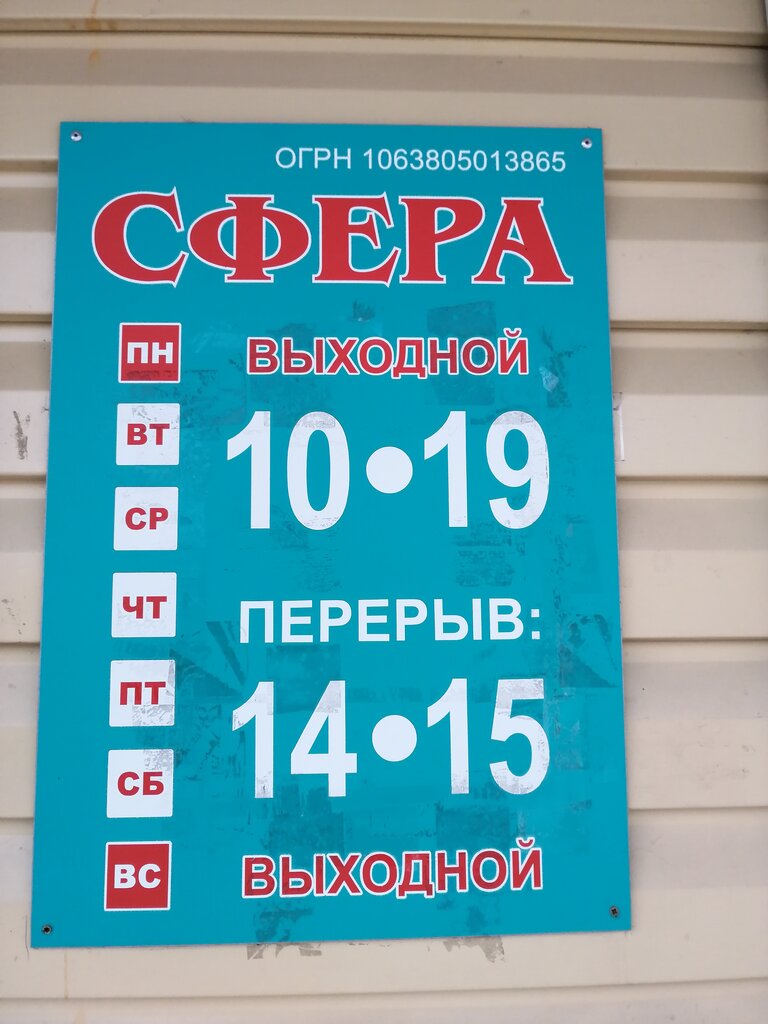 ОГРН 1063805013865
СФЕРА
ПН ВЫХОДНОЙ
ВТ 10•19
СР
ЧТ ПЕРЕРЫВ:
ПТ
СБ 14•15
ВС ВЫХОДНОЙ